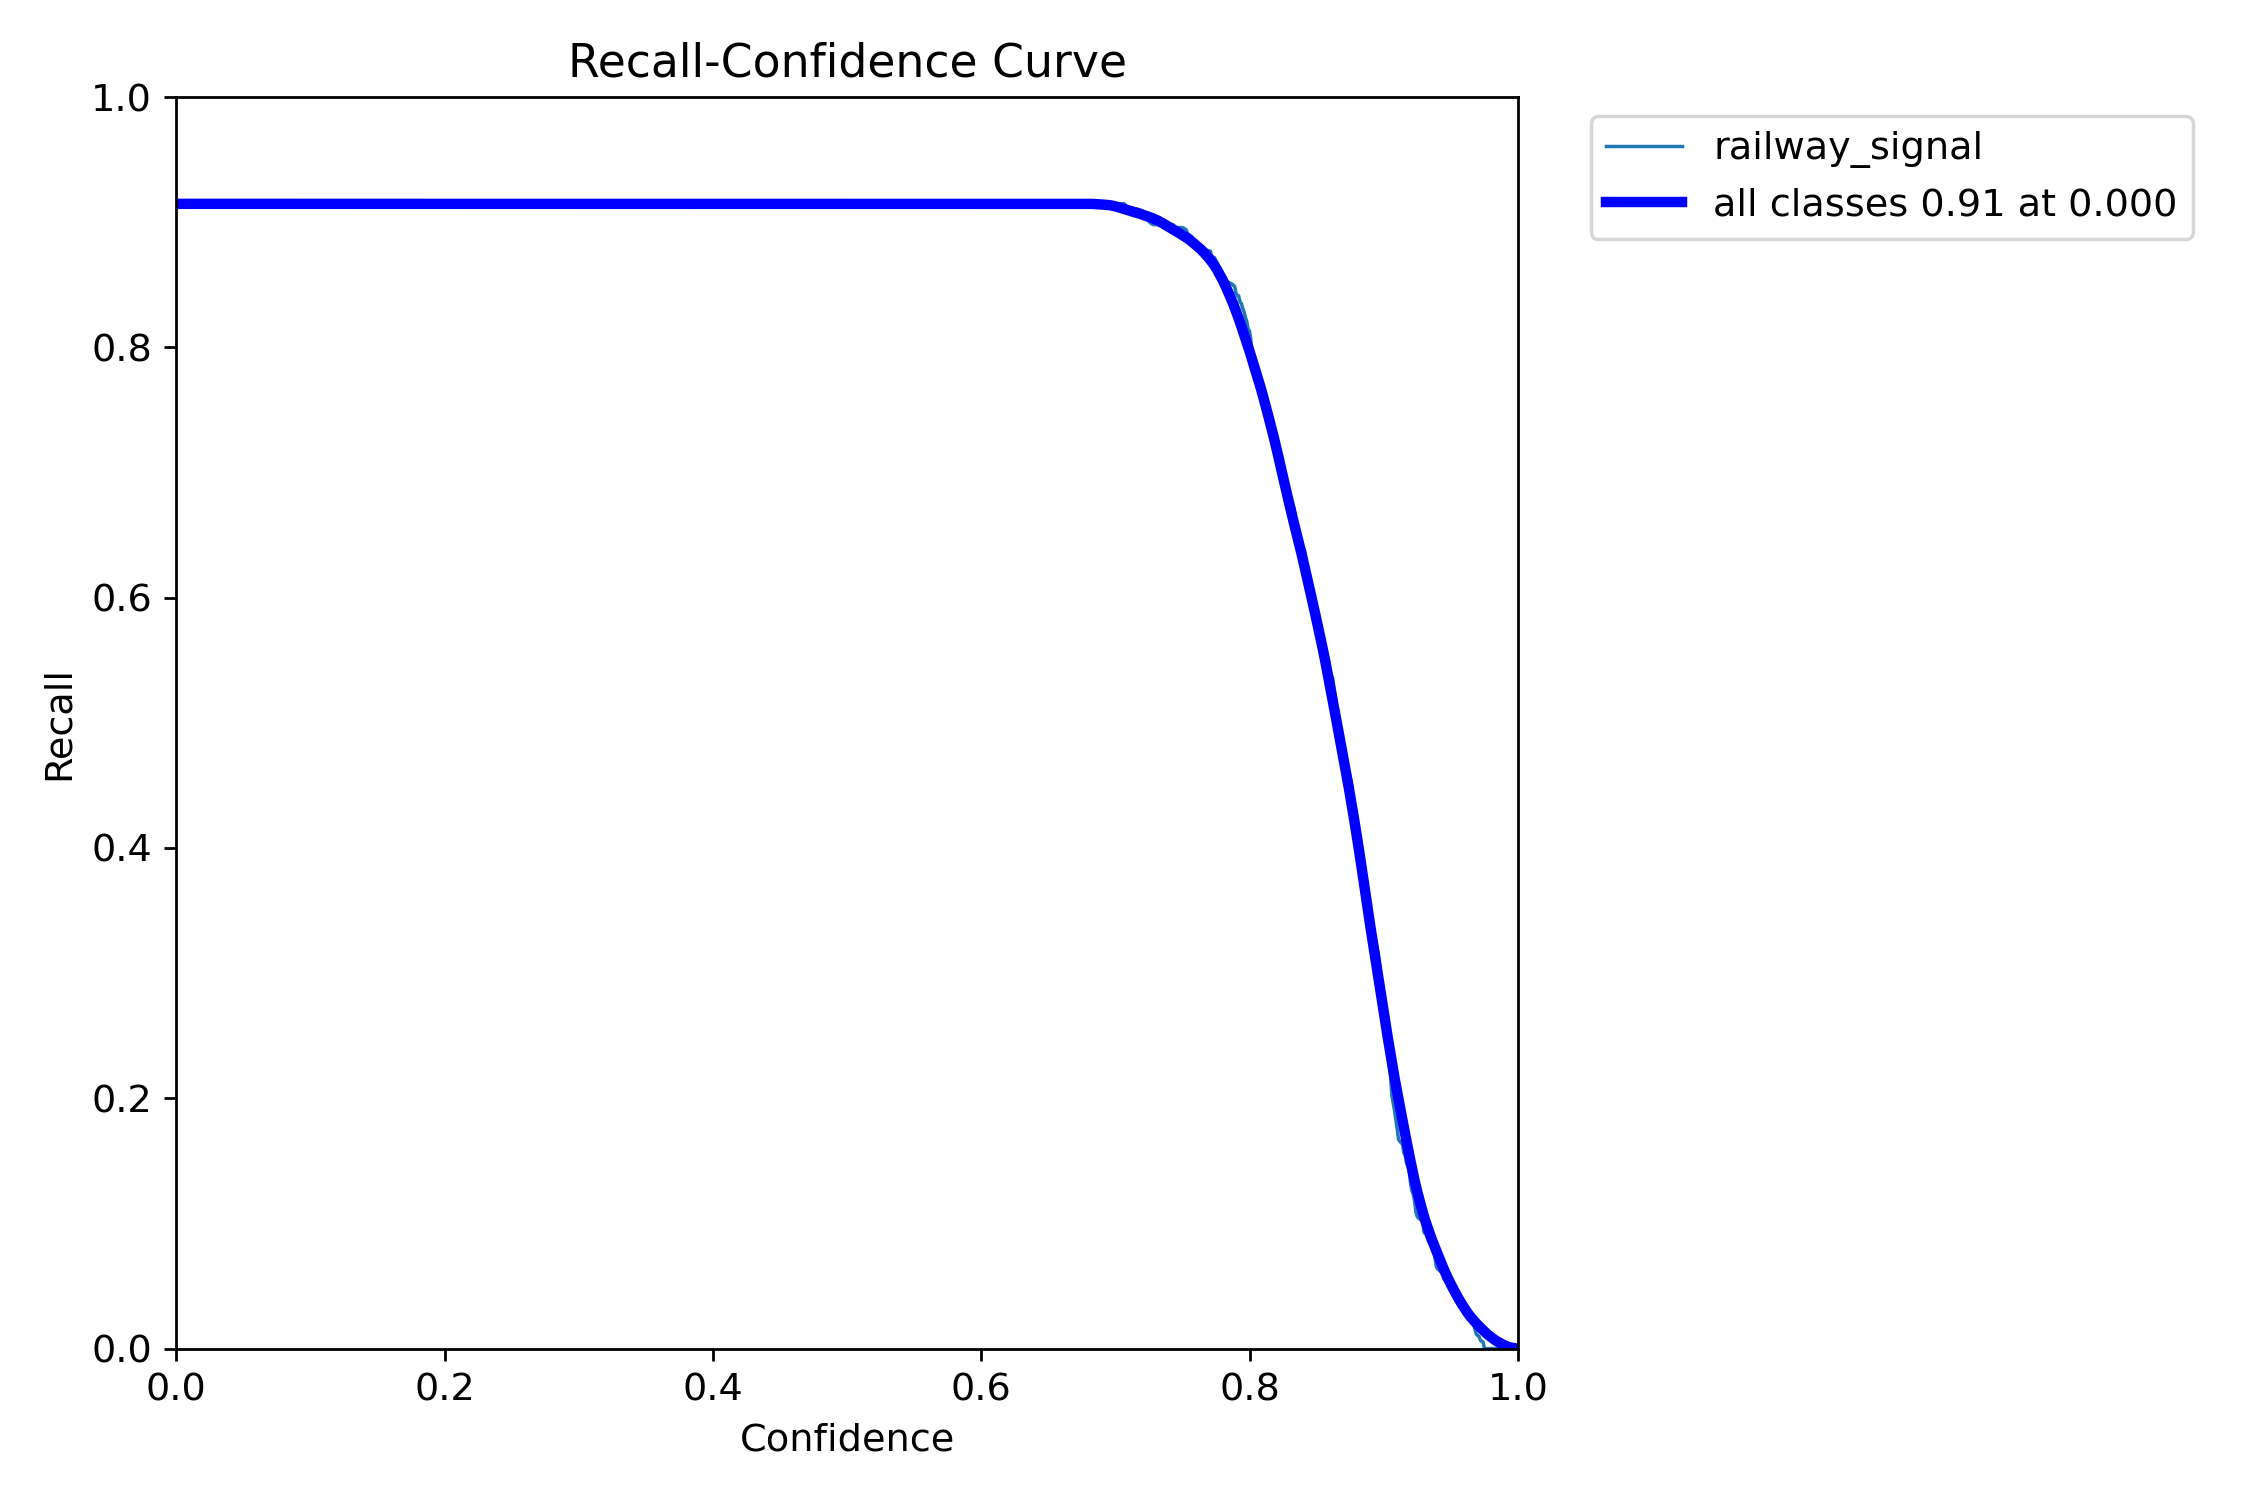 Recall-Confidence Curve
1.0
0.8
0.6
0.4
0.2
0.0
Recall
0.0 0.2 0.4 0.6 0.8 1.0
Confidence
railway_signal
all classes 0.91 at 0.000